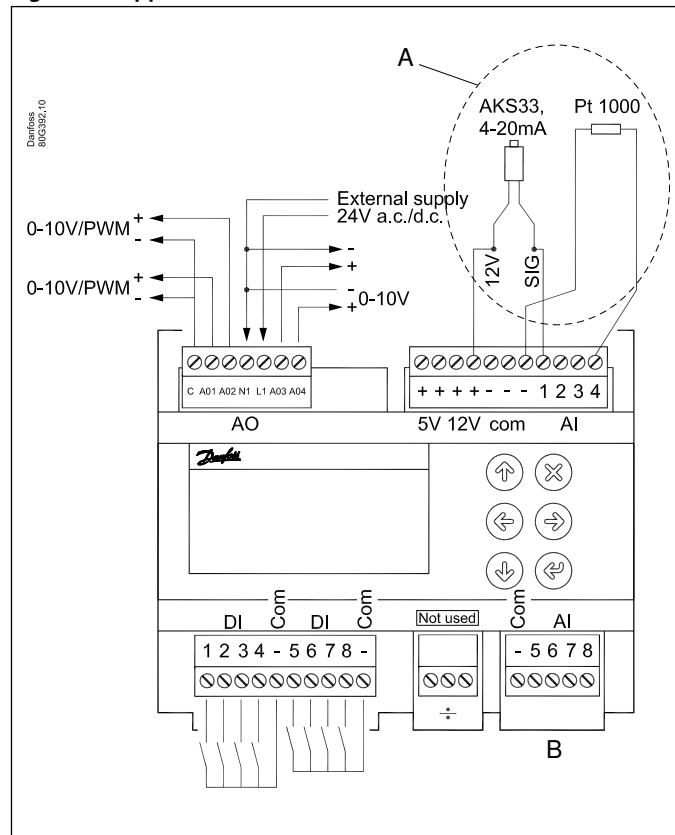 A
AKS33,
4-20mA
Pt 1000
Danfoss
80G392.10
External supply
24V a.c./d.c.
0-10V/PWM
+
-
-
+
0-10V/PWM
+
-
-
+
0-10V
12V
SIG
C A01 A02 N1 L1 A03 A04
+ + + + - - - 1 2 3 4
AO
5V 12V com AI
Danfoss
DI Com DI Com
Not used
Com AI
1 2 3 4 - 5 6 7 8 -
- 5 6 7 8
÷
B